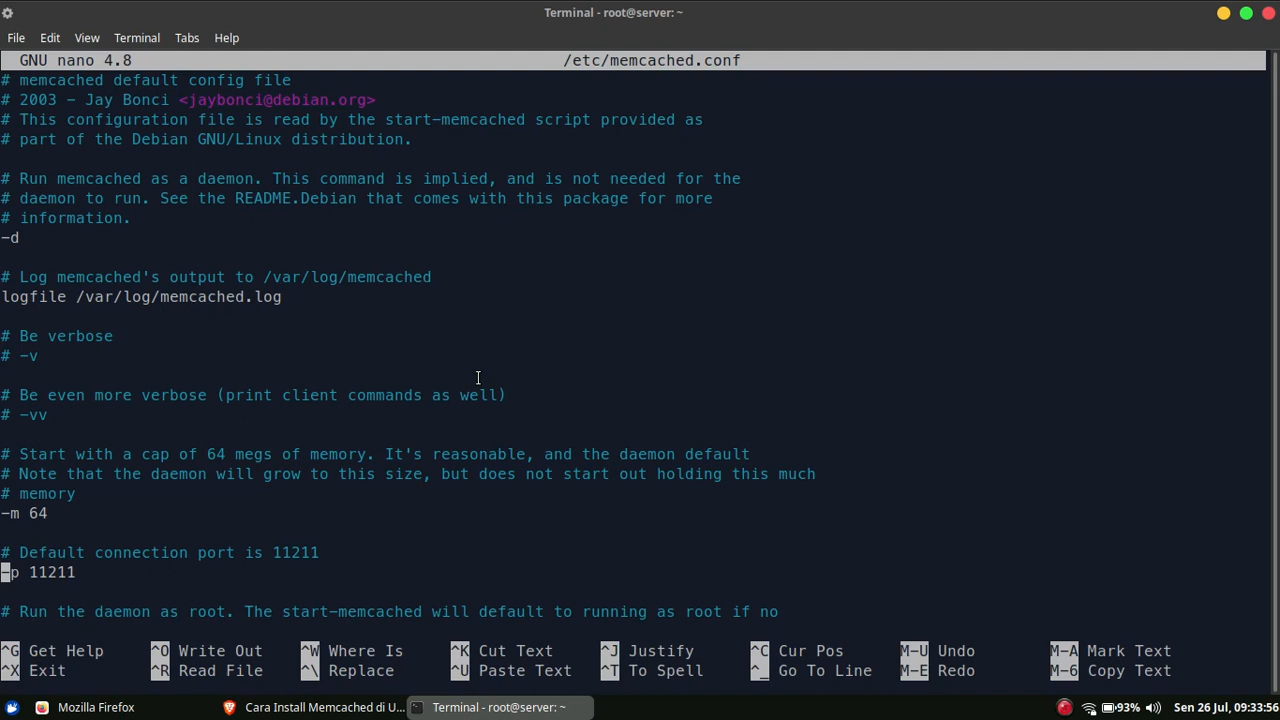 Terminal - root@server: ~
File Edit View Terminal Tabs Help
GNU nano 4.8 /etc/memcached.conf
# memcached default config file
# 2003 - Jay Bonci <jaybonci@debian.org>
# This configuration file is read by the start-memcached script provided as
# part of the Debian GNU/Linux distribution.
# Run memcached as a daemon. This command is implied, and is not needed for the
# daemon to run. See the README.Debian that comes with this package for more
# information.
-d
# Log memcached's output to /var/log/memcached
logfile /var/log/memcached.log
# Be verbose
# -v
# Be even more verbose (print client commands as well)
# -vv
# Start with a cap of 64 megs of memory. It's reasonable, and the daemon default
# Note that the daemon will grow to this size, but does not start out holding this much
# memory
-m 64
# Default connection port is 11211
-p 11211
# Run the daemon as root. The start-memcached will default to running as root if no
^G Get Help ^O Write Out ^W Where Is ^K Cut Text ^J Justify ^C Cur Pos M-U Undo M-A Mark Text
^X Exit ^R Read File ^\ Replace ^U Paste Text ^T To Spell ^_ Go To Line M-E Redo M-6 Copy Text
Mozilla Firefox Cara Install Memcached di U... Terminal - root@server: ~ 93% Sen 26 Jul, 09:33:56